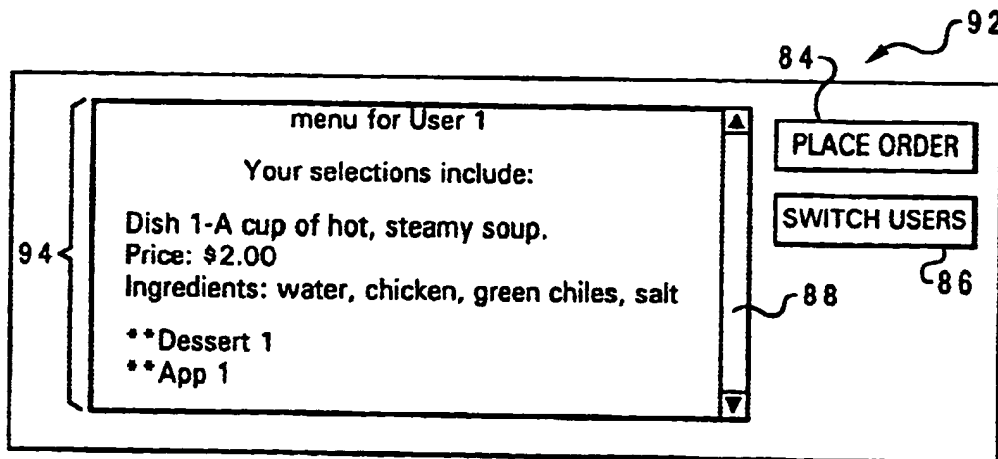 92
84
menu for User 1
PLACE ORDER
Your selections include:
SWITCH USERS
Dish 1-A cup of hot, steamy soup.
94
Price: $2.00
86
Ingredients: water, chicken, green chiles, salt
88
**Dessert 1
**App 1